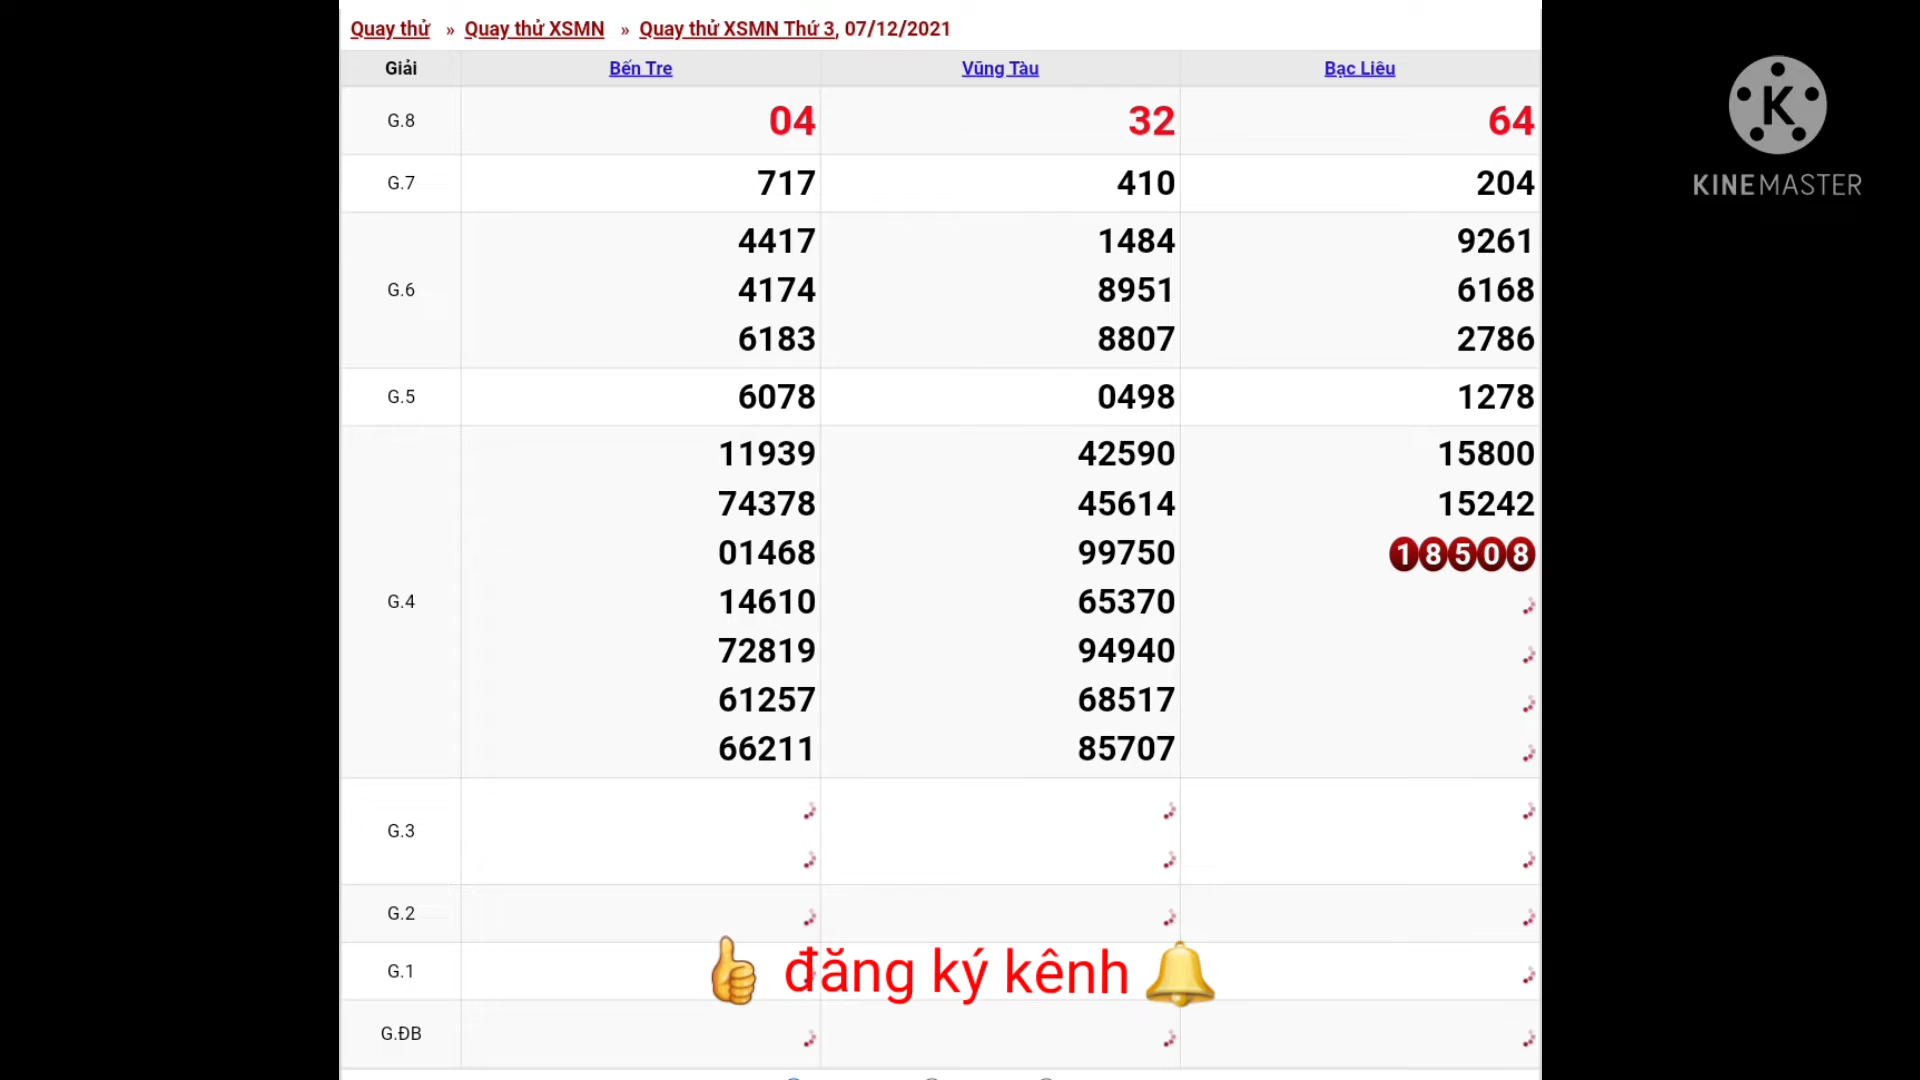 Quay thử » Quay thử XSMN » Quay thử XSMN Thứ 3, 07/12/2021
Giải Bến Tre Vũng Tàu Bạc Liêu
G.8 04 32 64
G.7 717 410 204
4417 1484 9261
G.6 4174 8951 6168
6183 8807 2786
G.5 6078 0498 1278
11939 42590 15800
74378 45614 15242
01468 99750 18508
G.4 14610 65370
72819 94940
61257 68517
66211 85707
G.3
G.2
G.1
đăng ký kênh
G.ĐB
K
KINEMASTER